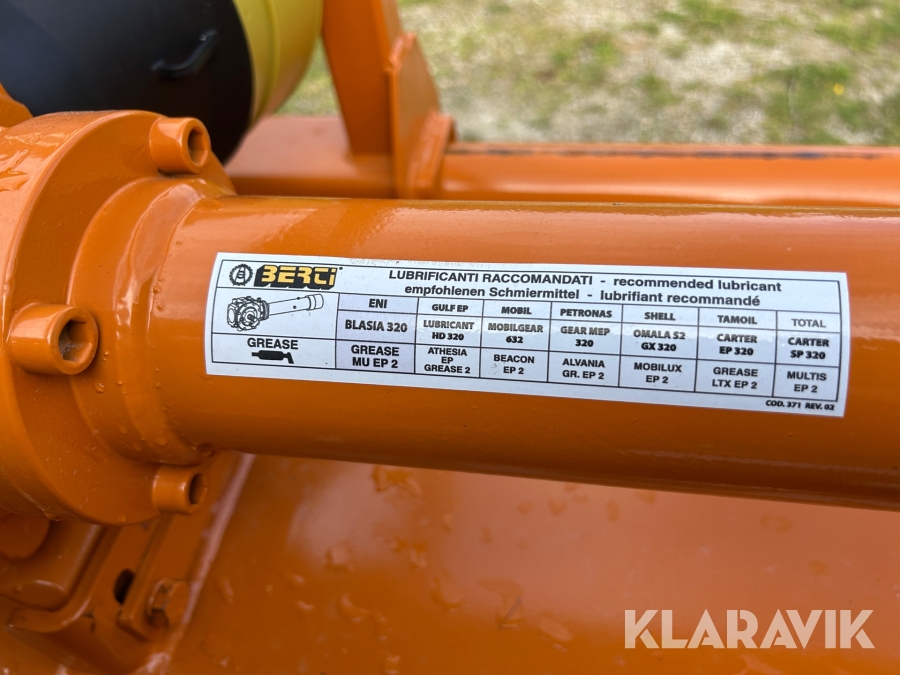 BERTI
LUBRIFICANTI RACCOMANDATI - recommended lubricant
empfohlenen Schmiermittel - lubrifiant recommandé
ENI GULF EP MOBIL PETRONAS SHELL TAMOIL TOTAL
BLASIA 320 LUBRICANT HD 320 MOBILGEAR 632 GEAR MEP 320 OMALA S2 GX 320 CARTER EP 320 CARTER SP 320
GREASE GREASE MU EP 2 ATHESIA EP GREASE 2 BEACON EP 2 ALVANIA GR. EP 2 MOBILUX EP 2 GREASE LTX EP 2 MULTIS EP 2
COD. 371 REV. 02
KLARAVIK